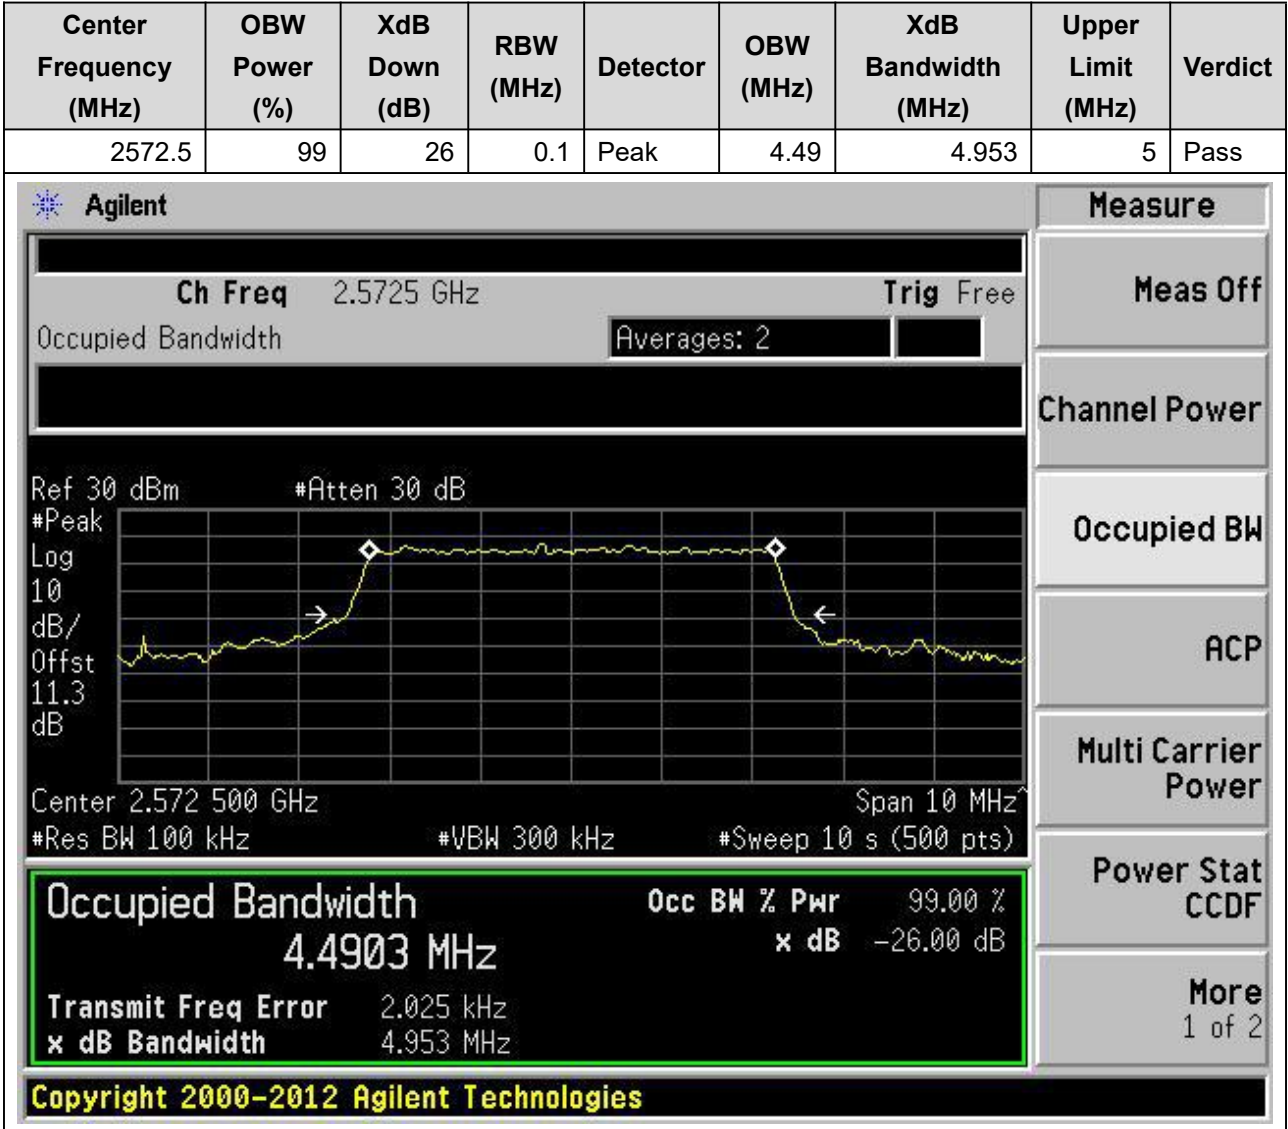 Center Frequency (MHz) OBW Power (%) XdB Down (dB) RBW (MHz) Detector OBW (MHz) XdB Bandwidth (MHz) Upper Limit (MHz) Verdict
2572.5 99 26 0.1 Peak 4.49 4.953 5 Pass
Agilent
Measure
Ch Freq 2.5725 GHz Trig Free
Meas Off
Occupied Bandwidth Averages: 2
Channel Power
Ref 30 dBm #Atten 30 dB
#Peak
Log
10
dB/
Offst
11.3
dB
Occupied BW
ACP
Multi Carrier
Power
Center 2.572 500 GHz Span 10 MHz^
#Res BW 100 kHz #VBW 300 kHz #Sweep 10 s (500 pts)
Power Stat
CCDF
Occupied Bandwidth Occ BW % Pwr 99.00 %
4.4903 MHz x dB -26.00 dB
Transmit Freq Error 2.025 kHz
x dB Bandwidth 4.953 MHz
More
1 of 2
Copyright 2000-2012 Agilent Technologies